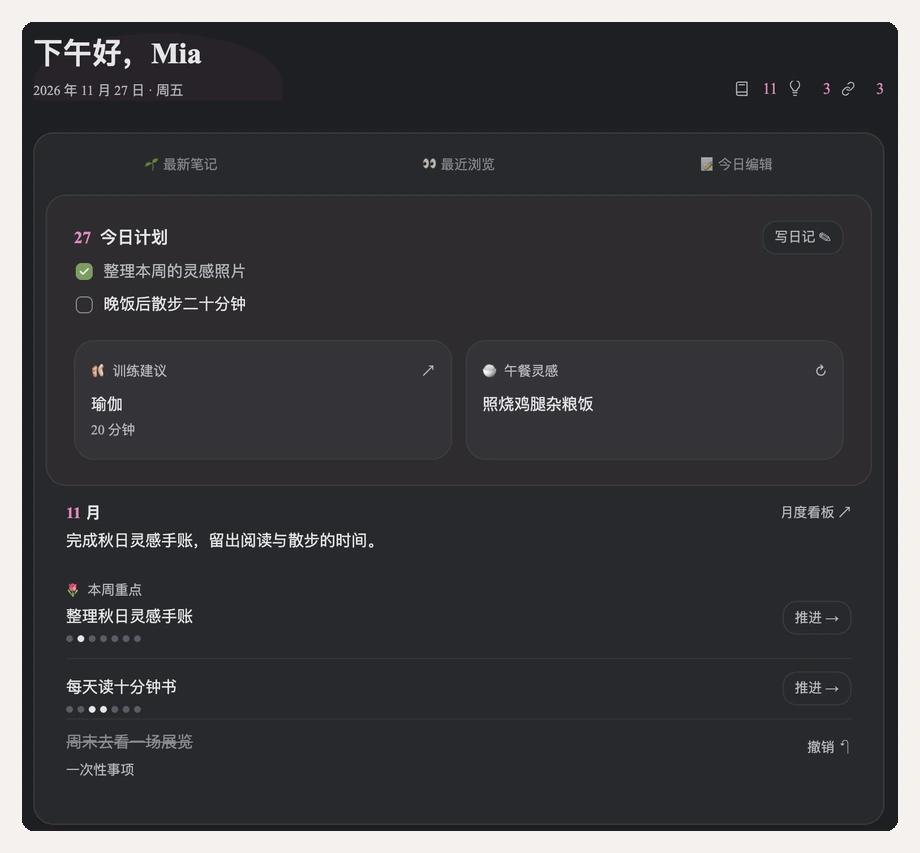 下午好，Mia
2026 年 11 月 27 日 · 周五
11 3 3
🌱 最新笔记 👀 最近浏览 📝 今日编辑
27 今日计划 写日记 ✎
整理本周的灵感照片
晚饭后散步二十分钟
训练建议 ↗ 午餐灵感 ↻
瑜伽 照烧鸡腿杂粮饭
20 分钟
11 月 月度看板 ↗
完成秋日灵感手账，留出阅读与散步的时间。
🌷 本周重点
整理秋日灵感手账 推进 →
每天读十分钟书 推进 →
周末去看一场展览 撤销 ↰
一次性事项